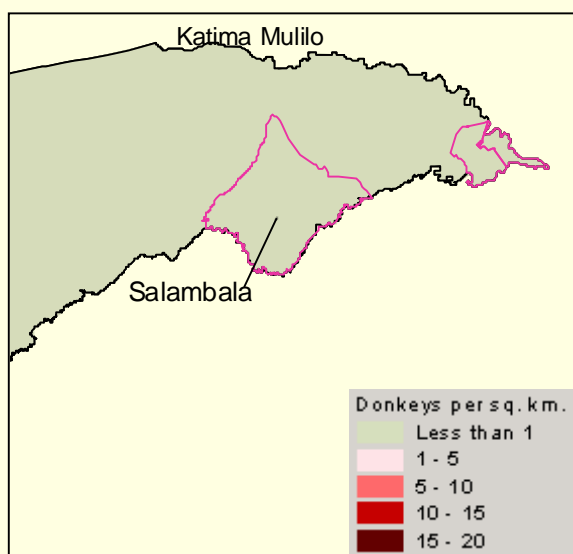 Katima Mulilo
Salambala
Donkeys per sq. km.
Less than 1
1 - 5
5 - 10
10 - 15
15 - 20